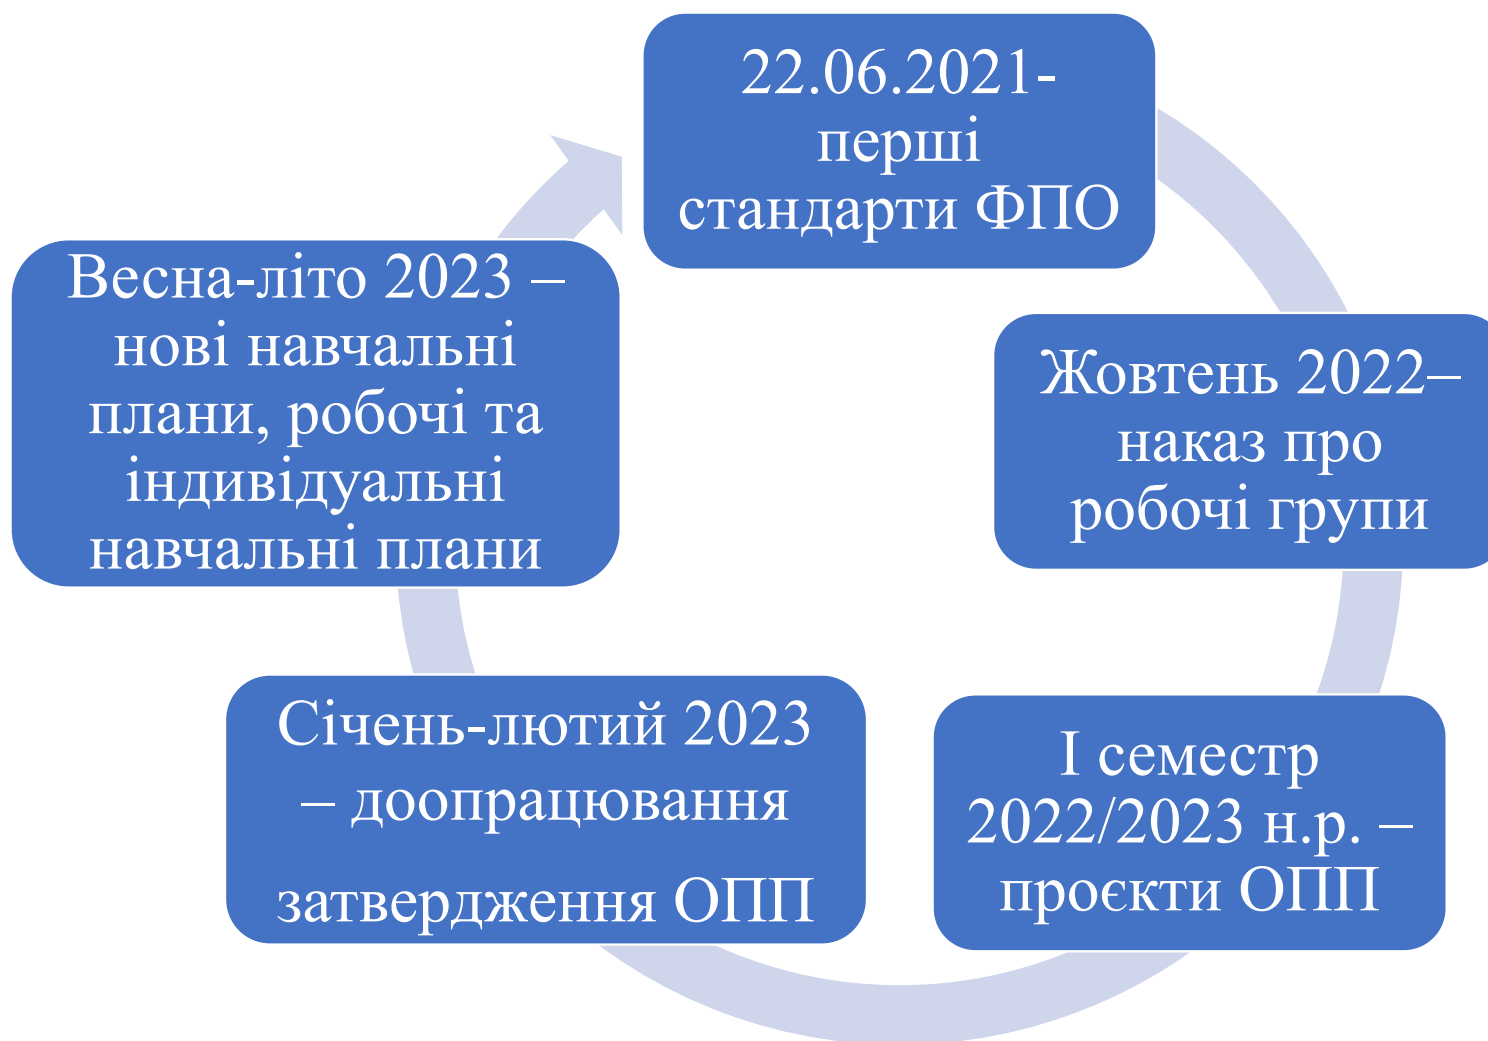 22.06.2021-
перші
стандарти ФПО
Жовтень 2022–
наказ про
робочі групи
І семестр
2022/2023 н.р. –
проєкти ОПП
Січень-лютий 2023
– доопрацювання
затвердження ОПП
Весна-літо 2023 –
нові навчальні
плани, робочі та
індивідуальні
навчальні плани